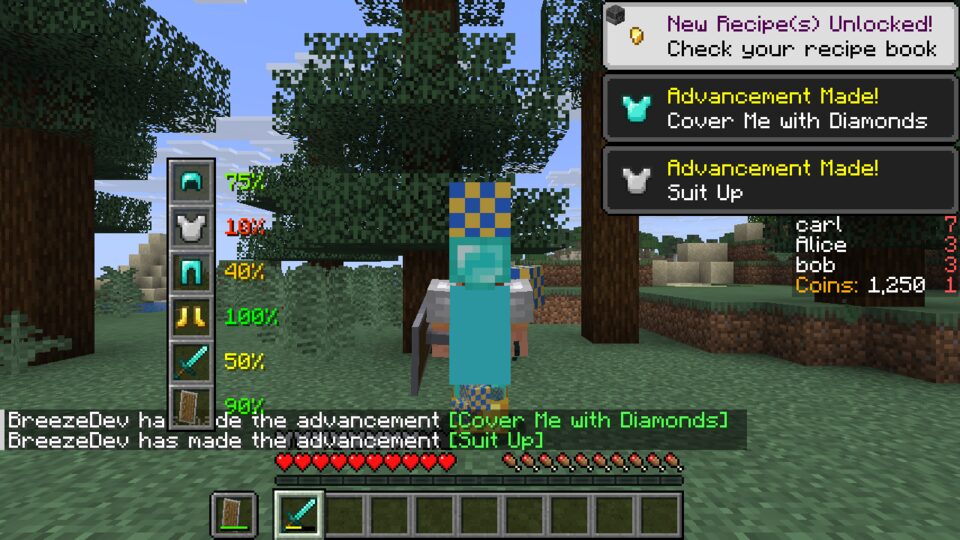 New Recipe(s) Unlocked!
Check your recipe book
Advancement Made!
Cover Me with Diamonds
Advancement Made!
Suit Up
75%
10%
40%
100%
50%
90%
carl 7
Alice 3
bob 3
Coins: 1,250 1
BreezeDev has made the advancement [Cover Me with Diamonds]
BreezeDev has made the advancement [Suit Up]